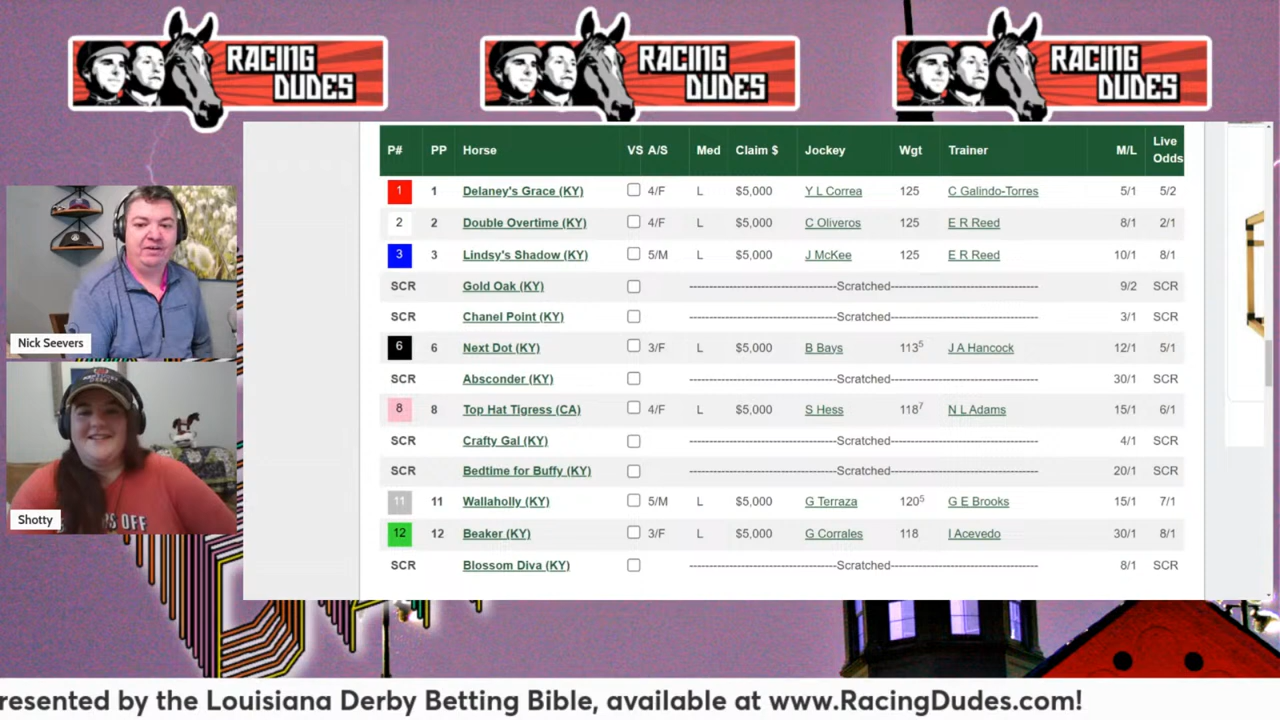 RACING DUDES
RACING DUDES
RACING DUDES
P# PP Horse VS A/S Med Claim $ Jockey Wgt Trainer M/L Live Odds
1 1 Delaney's Grace (KY) 4/F L $5,000 Y L Correa 125 C Galindo-Torres 5/1 5/2
2 2 Double Overtime (KY) 4/F L $5,000 C Oliveros 125 E R Reed 8/1 2/1
3 3 Lindsy's Shadow (KY) 5/M L $5,000 J McKee 125 E R Reed 10/1 8/1
SCR Gold Oak (KY) Scratched 9/2 SCR
SCR Chanel Point (KY) Scratched 3/1 SCR
6 6 Next Dot (KY) 3/F L $5,000 B Bays 113⁵ J A Hancock 12/1 5/1
SCR Absconder (KY) Scratched 30/1 SCR
8 8 Top Hat Tigress (CA) 4/F L $5,000 S Hess 118⁷ N L Adams 15/1 6/1
SCR Crafty Gal (KY) Scratched 4/1 SCR
SCR Bedtime for Buffy (KY) Scratched 20/1 SCR
11 11 Wallaholly (KY) 5/M L $5,000 G Terraza 120⁵ G E Brooks 15/1 7/1
12 12 Beaker (KY) 3/F L $5,000 G Corrales 118 I Acevedo 30/1 8/1
SCR Blossom Diva (KY) Scratched 8/1 SCR
Nick Seevers
Shotty
OFF
resented by the Louisiana Derby Betting Bible, available at www.RacingDudes.com!